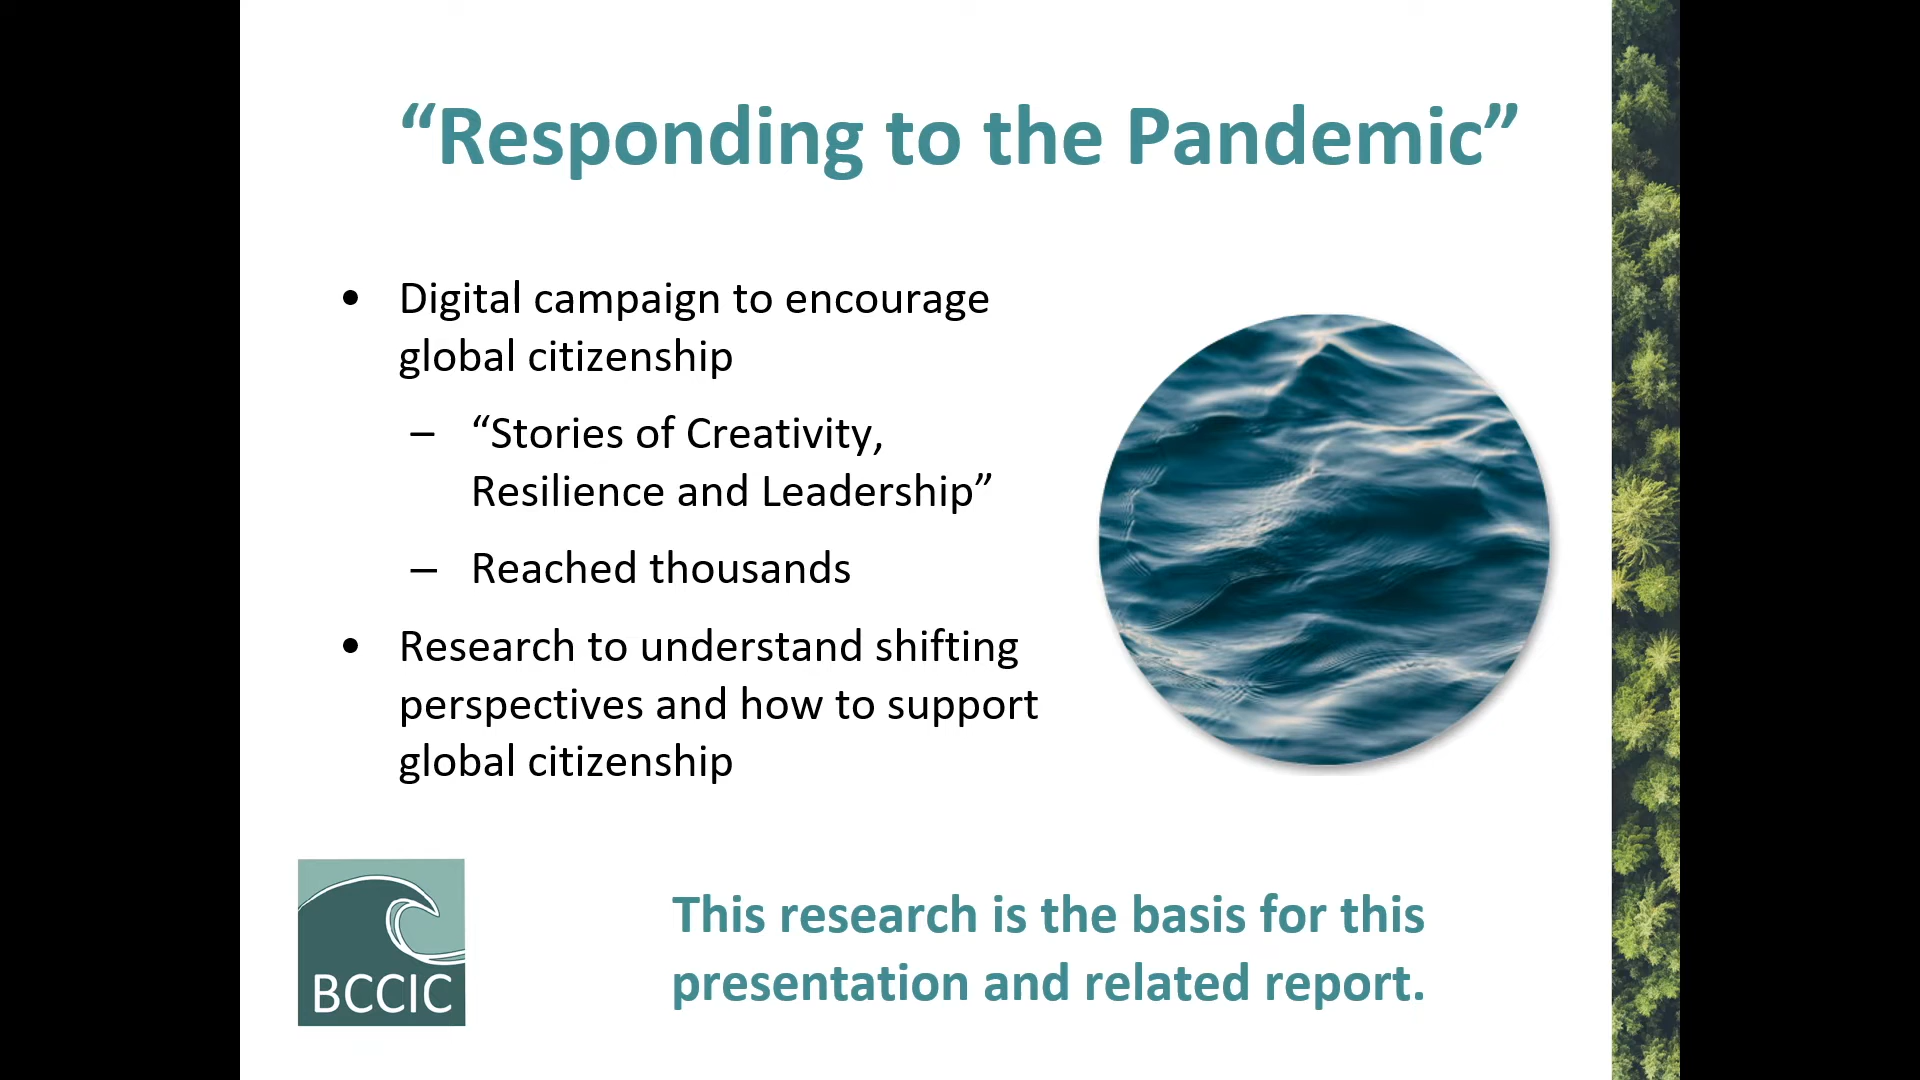 “Responding to the Pandemic”
• Digital campaign to encourage
global citizenship
– “Stories of Creativity,
Resilience and Leadership”
– Reached thousands
• Research to understand shifting
perspectives and how to support
global citizenship
BCCIC
This research is the basis for this
presentation and related report.